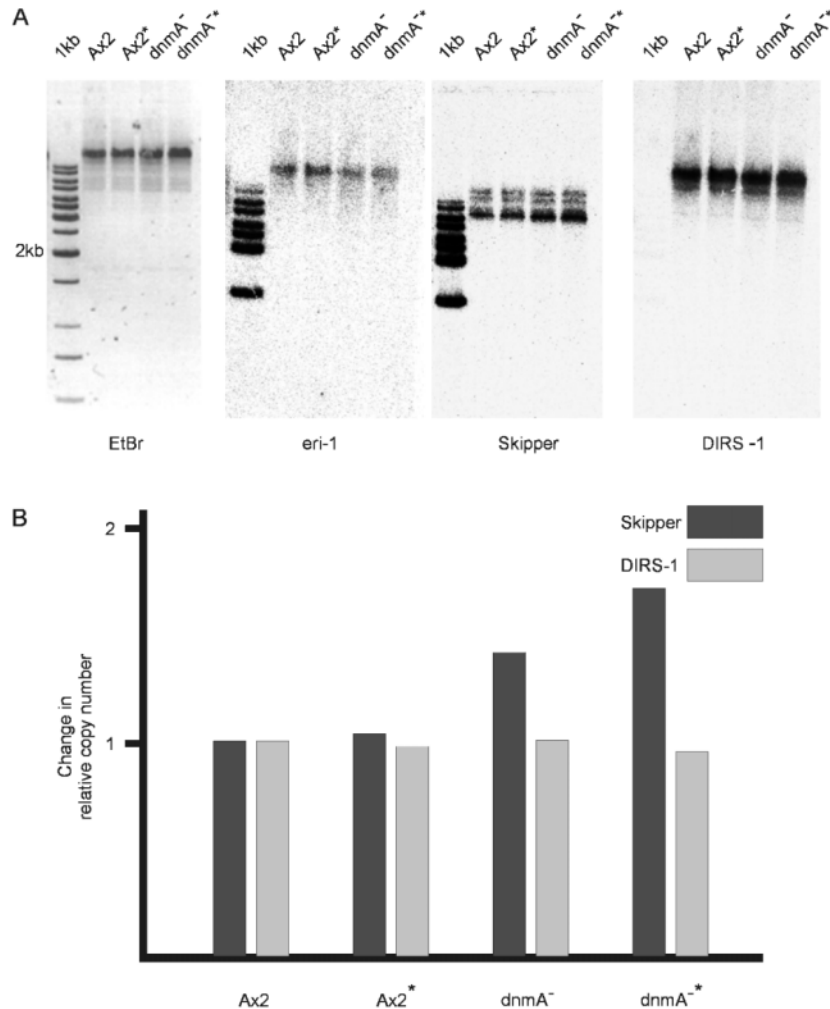 A
1kb Ax2 Ax2* dnmA⁻ dnmA⁻* 1kb Ax2 Ax2* dnmA⁻ dnmA⁻* 1kb Ax2 Ax2* dnmA⁻ dnmA⁻* 1kb Ax2 Ax2* dnmA⁻ dnmA⁻*
2kb
EtBr eri-1 Skipper DIRS -1
B
2
Skipper
DIRS-1
1
Change in
relative copy number
Ax2 Ax2* dnmA⁻ dnmA⁻*